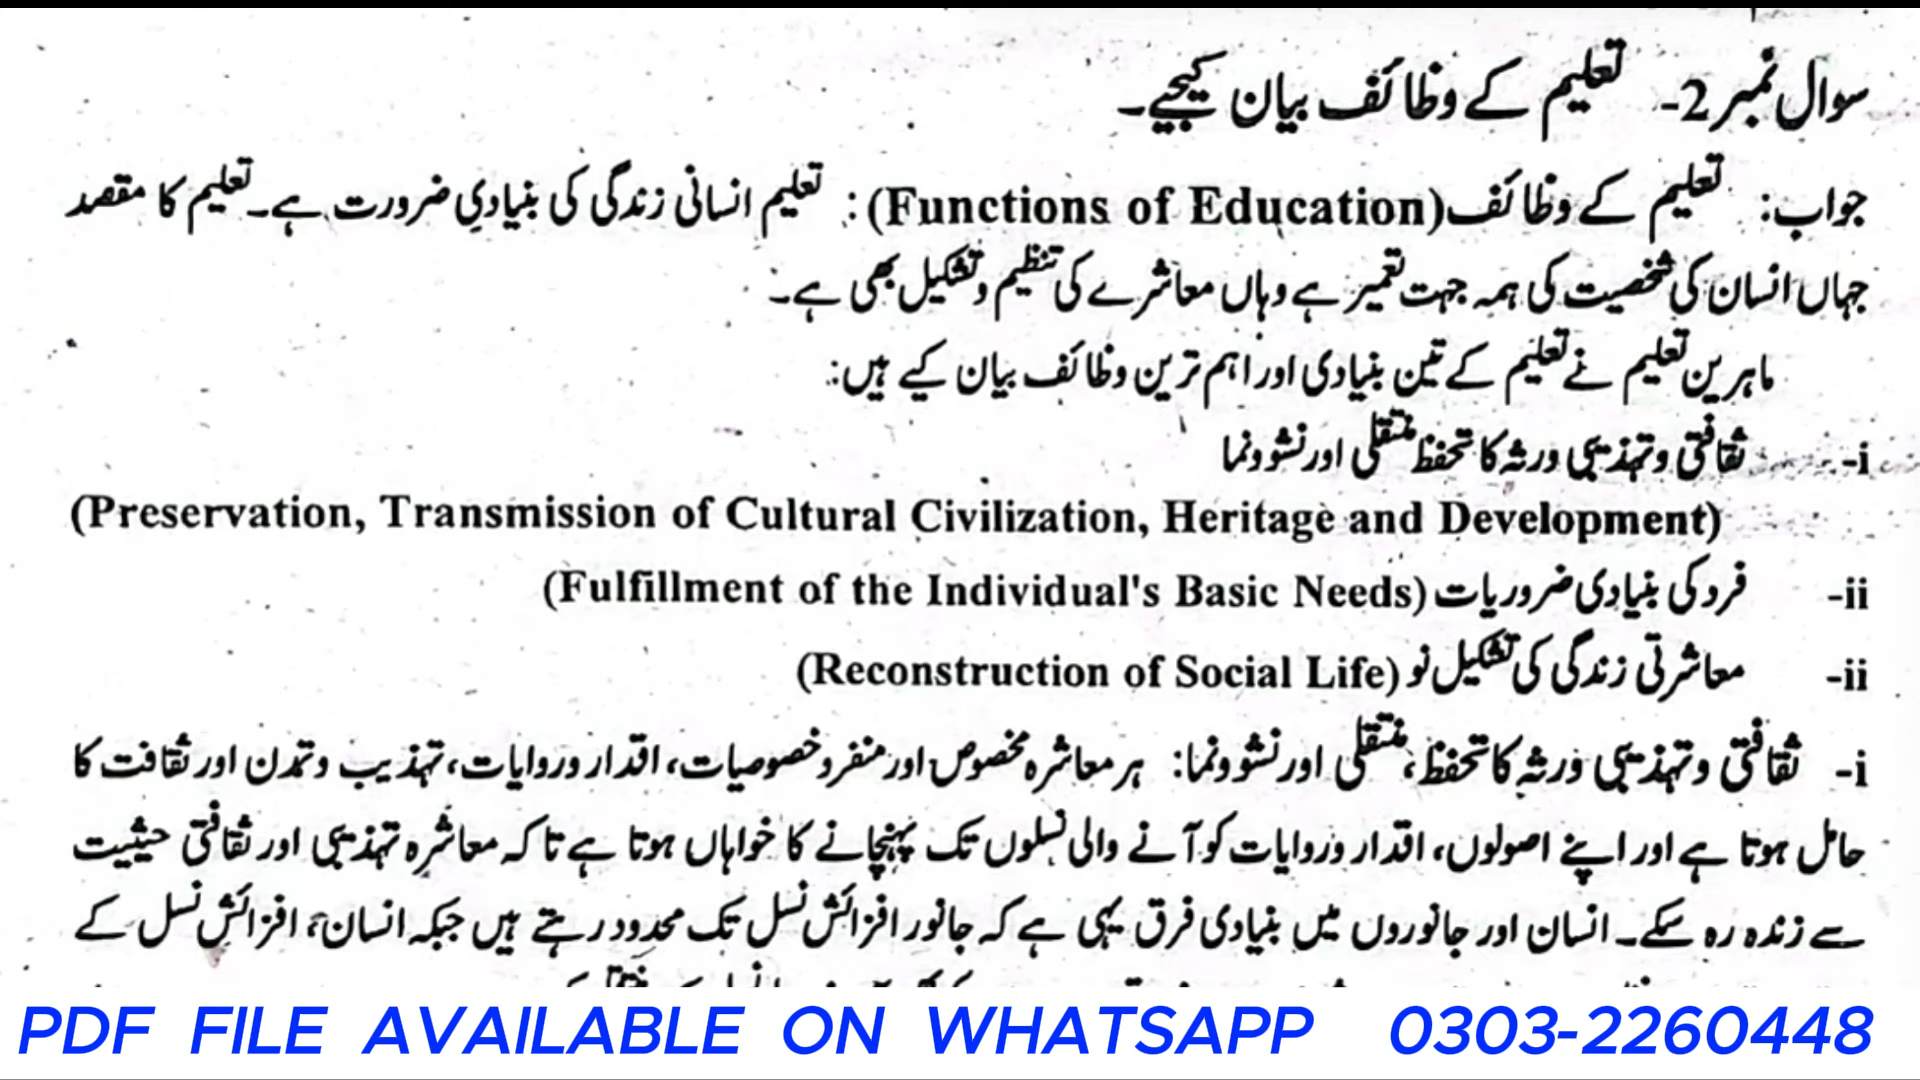 سوال نمبر 2- تعلیم کے وظائف بیان کیجیے۔
جواب: تعلیم کے وظائف (Functions of Education): تعلیم انسانی زندگی کی بنیادی ضرورت ہے۔ تعلیم کا مقصد
جہاں انسان کی شخصیت کی ہمہ جہت تعمیر ہے وہاں معاشرے کی تنظیم و تشکیل بھی ہے۔
ماہرین تعلیم نے تعلیم کے تین بنیادی اور اہم ترین وظائف بیان کیے ہیں:
i- ثقافتی و تہذیبی ورثہ کا تحفظ منتقلی اور نشوونما
(Preservation, Transmission of Cultural Civilization, Heritage and Development)
ii- فرد کی بنیادی ضروریات (Fulfillment of the Individual's Basic Needs)
ii- معاشرتی زندگی کی تشکیل نو (Reconstruction of Social Life)
i- ثقافتی و تہذیبی ورثہ کا تحفظ، منتقلی اور نشوونما: ہر معاشرہ مخصوص اور منفرد خصوصیات، اقدار و روایات، تہذیب و تمدن اور ثقافت کا
حامل ہوتا ہے اور اپنے اصولوں، اقدار و روایات کو آنے والی نسلوں تک پہنچانے کا خواہاں ہوتا ہے تاکہ معاشرہ تہذیبی اور ثقافتی حیثیت
سے زندہ رہ سکے۔ انسان اور جانوروں میں بنیادی فرق یہی ہے کہ جانور افزائش نسل تک محدود رہتے ہیں جبکہ انسان، افزائش نسل کے
PDF FILE AVAILABLE ON WHATSAPP 0303-2260448